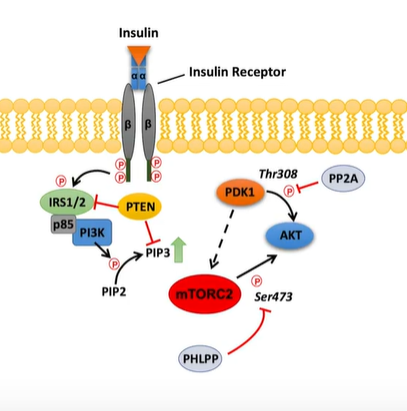 Insulin
α α
Insulin Receptor
β β
P P
P P
P
IRS1/2
PTEN
p85
PI3K
P
PIP2
PIP3
Thr308
PP2A
PDK1
P
AKT
mTORC2
P
Ser473
PHLPP